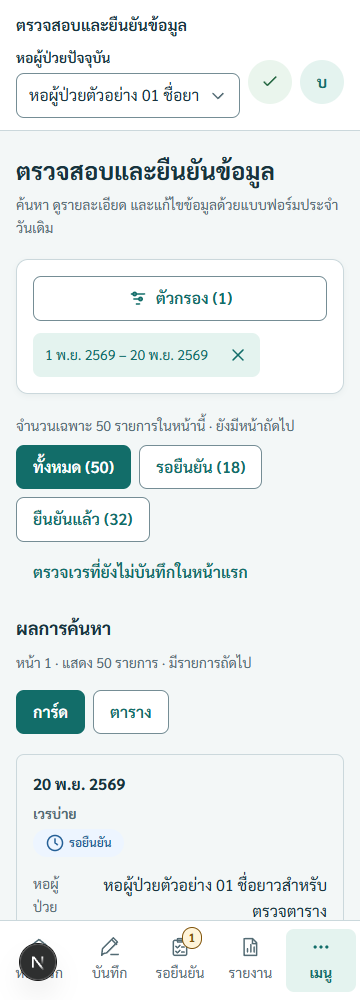 ตรวจสอบและยืนยันข้อมูล
หอผู้ป่วยปัจจุบัน
หอผู้ป่วยตัวอย่าง 01 ชื่อยา
บ
ตรวจสอบและยืนยันข้อมูล
ค้นหา ดูรายละเอียด และแก้ไขข้อมูลด้วยแบบฟอร์มประจำ
วันเดิม
ตัวกรอง (1)
1 พ.ย. 2569 – 20 พ.ย. 2569
จำนวนเฉพาะ 50 รายการในหน้านี้ · ยังมีหน้าถัดไป
ทั้งหมด (50)
รอยืนยัน (18)
ยืนยันแล้ว (32)
ตรวจเวรที่ยังไม่บันทึกในหน้าแรก
ผลการค้นหา
หน้า 1 · แสดง 50 รายการ · มีรายการถัดไป
การ์ด
ตาราง
20 พ.ย. 2569
เวรบ่าย
รอยืนยัน
หอผู้
ป่วย
หอผู้ป่วยตัวอย่าง 01 ชื่อยาวสำหรับ
ตรวจตาราง
N
บันทึก
1
รอยืนยัน
รายงาน
เมนู